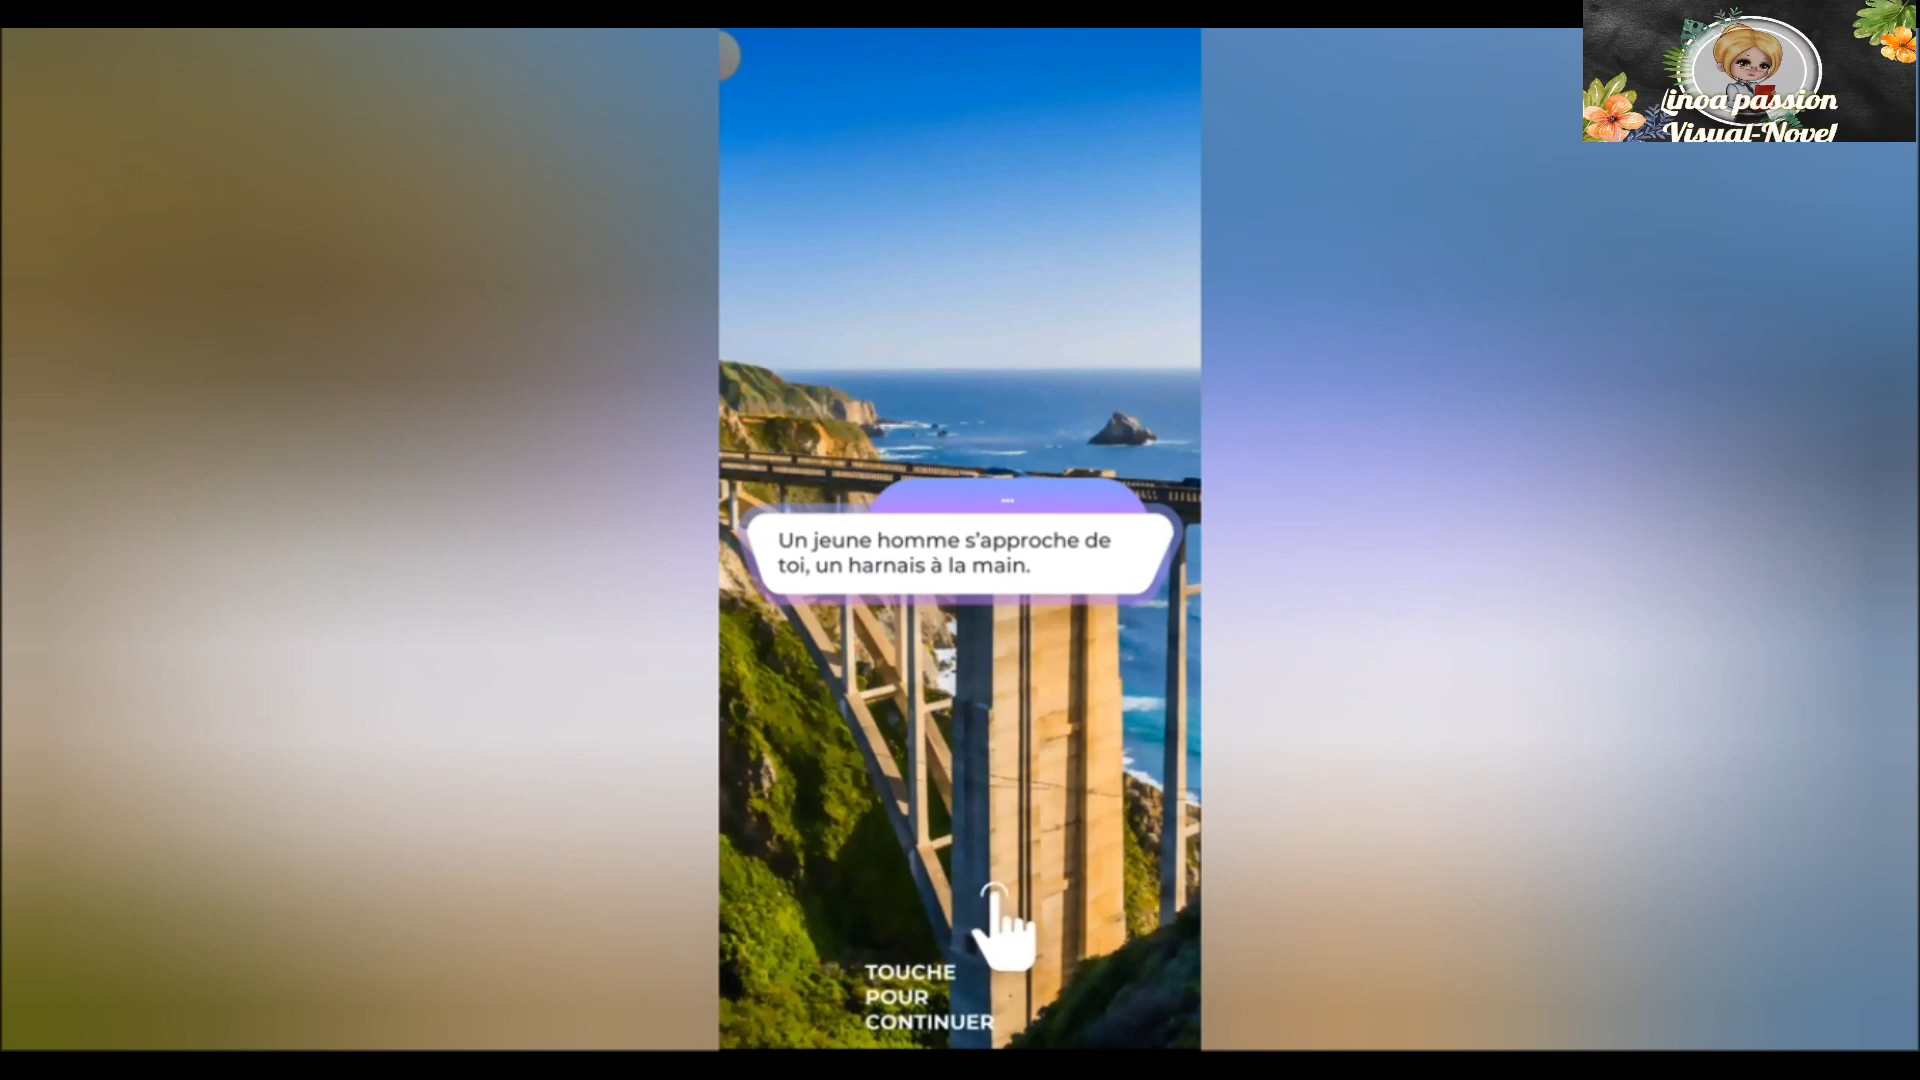 Linoa passion
Visual-Novel
...
Un jeune homme s'approche de
toi, un harnais à la main.
TOUCHE
POUR
CONTINUER